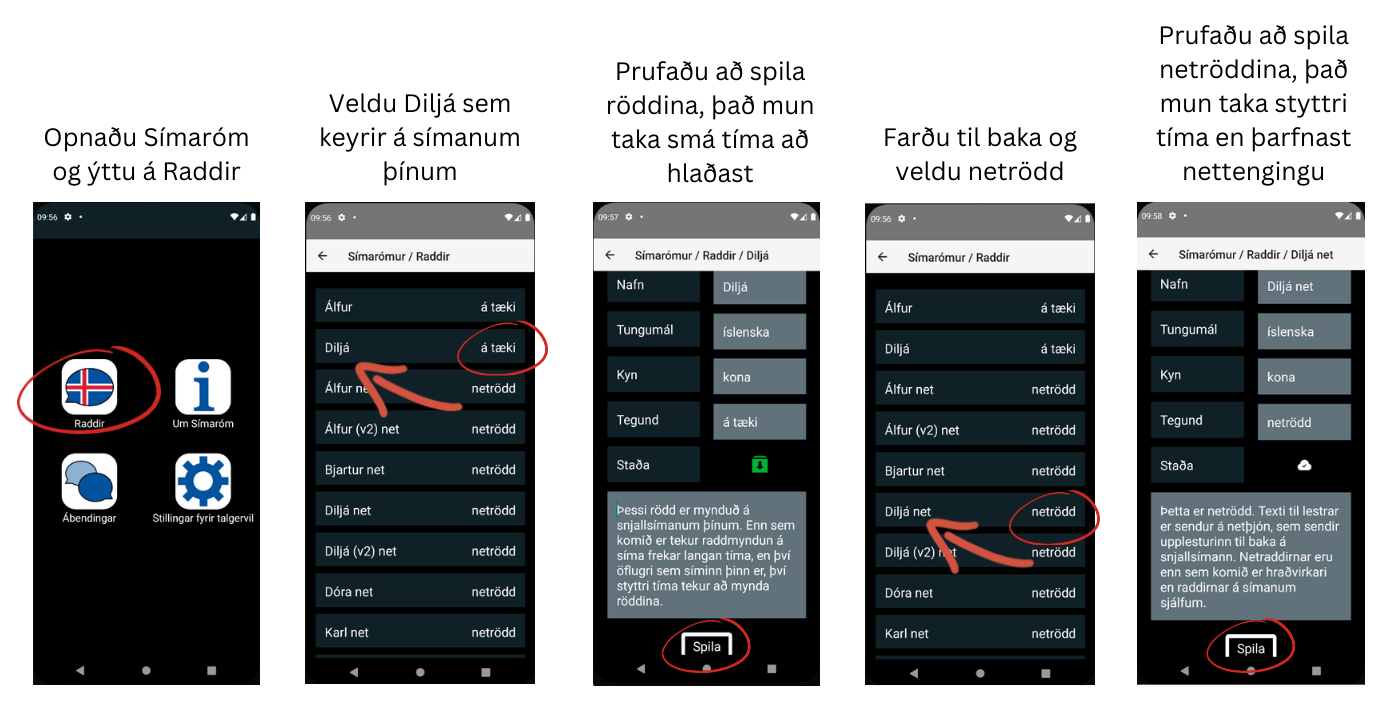 Opnaðu Símaróm
og ýttu á Raddir
09:56
Raddir
Um Símaróm
Ábendingar
Stillingar fyrir talgervil
Veldu Diljá sem
keyrir á símanum
þínum
09:56
Símarómur / Raddir
Álfur á tæki
Diljá á tæki
Álfur net netrödd
Álfur (v2) net netrödd
Bjartur net netrödd
Diljá net netrödd
Diljá (v2) net netrödd
Dóra net netrödd
Karl net netrödd
Prufaðu að spila
röddina, það mun
taka smá tíma að
hlaðast
09:57
Símarómur / Raddir / Diljá
Nafn Diljá
Tungumál íslenska
Kyn kona
Tegund á tæki
Staða
Þessi rödd er mynduð á
snjallsímanum þínum. Enn sem
komið er tekur raddmyndun á
síma frekar langan tíma, en því
öflugri sem síminn þinn er, því
styttri tíma tekur að mynda
röddina.
Spila
Farðu til baka og
veldu netrödd
09:56
Símarómur / Raddir
Álfur á tæki
Diljá á tæki
Álfur net netrödd
Álfur (v2) net netrödd
Bjartur net netrödd
Diljá net netrödd
Diljá (v2) net netrödd
Dóra net netrödd
Karl net netrödd
Prufaðu að spila
netröddina, það
mun taka styttri
tíma en þarfnast
nettengingu
09:58
Símarómur / Raddir / Diljá net
Nafn Diljá net
Tungumál íslenska
Kyn kona
Tegund netrödd
Staða
Þetta er netrödd. Texti til lestrar
er sendur á netþjón, sem sendir
upplesturinn til baka á
snjallsímann. Netraddirnar eru
enn sem komið er hraðvirkari
en raddirnar á símanum
sjálfum.
Spila